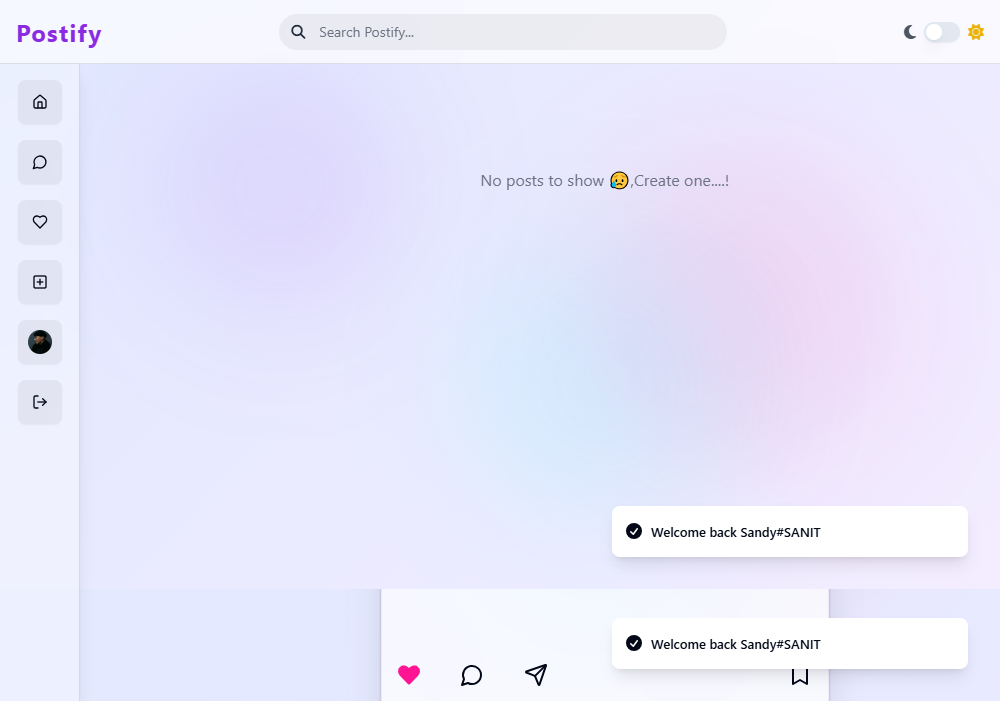 Postify
Search Postify...
No posts to show 😥,Create one....!
Welcome back Sandy#SANIT
Welcome back Sandy#SANIT